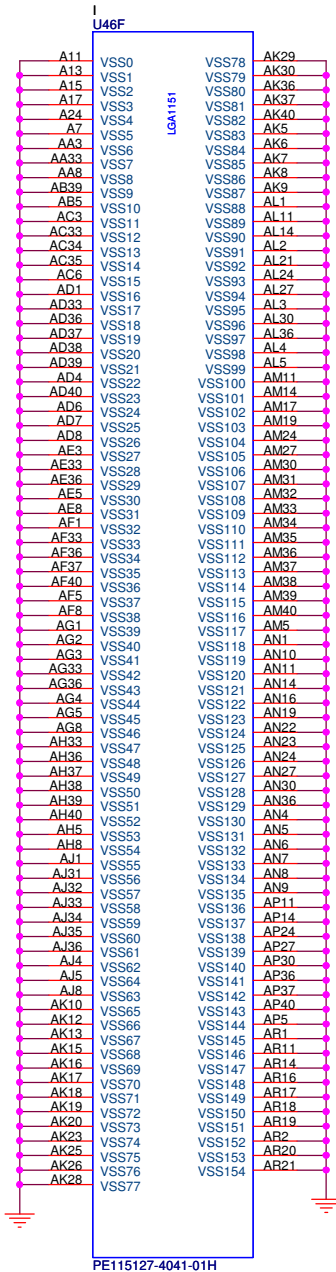 I
U46F
LGA1151
A11 VSS0 VSS78 AK29
A13 VSS1 VSS79 AK30
A15 VSS2 VSS80 AK36
A17 VSS3 VSS81 AK37
A24 VSS4 VSS82 AK40
A7 VSS5 VSS83 AK5
AA3 VSS6 VSS84 AK6
AA33 VSS7 VSS85 AK7
AA8 VSS8 VSS86 AK8
AB39 VSS9 VSS87 AK9
AB5 VSS10 VSS88 AL1
AC3 VSS11 VSS89 AL11
AC33 VSS12 VSS90 AL14
AC34 VSS13 VSS91 AL2
AC35 VSS14 VSS92 AL21
AC6 VSS15 VSS93 AL24
AD1 VSS16 VSS94 AL27
AD33 VSS17 VSS95 AL3
AD36 VSS18 VSS96 AL30
AD37 VSS19 VSS97 AL36
AD38 VSS20 VSS98 AL4
AD39 VSS21 VSS99 AL5
AD4 VSS22 VSS100 AM11
AD40 VSS23 VSS101 AM14
AD6 VSS24 VSS102 AM17
AD7 VSS25 VSS103 AM19
AD8 VSS26 VSS104 AM24
AE3 VSS27 VSS105 AM27
AE33 VSS28 VSS106 AM30
AE36 VSS29 VSS107 AM31
AE5 VSS30 VSS108 AM32
AE8 VSS31 VSS109 AM33
AF1 VSS32 VSS110 AM34
AF33 VSS33 VSS111 AM35
AF36 VSS34 VSS112 AM36
AF37 VSS35 VSS113 AM37
AF40 VSS36 VSS114 AM38
AF5 VSS37 VSS115 AM39
AF8 VSS38 VSS116 AM40
AG1 VSS39 VSS117 AM5
AG2 VSS40 VSS118 AN1
AG3 VSS41 VSS119 AN10
AG33 VSS42 VSS120 AN11
AG36 VSS43 VSS121 AN14
AG4 VSS44 VSS122 AN16
AG5 VSS45 VSS123 AN19
AG8 VSS46 VSS124 AN22
AH33 VSS47 VSS125 AN23
AH36 VSS48 VSS126 AN24
AH37 VSS49 VSS127 AN27
AH38 VSS50 VSS128 AN30
AH39 VSS51 VSS129 AN36
AH40 VSS52 VSS130 AN4
AH5 VSS53 VSS131 AN5
AH8 VSS54 VSS132 AN6
AJ1 VSS55 VSS133 AN7
AJ31 VSS56 VSS134 AN8
AJ32 VSS57 VSS135 AN9
AJ33 VSS58 VSS136 AP11
AJ34 VSS59 VSS137 AP14
AJ35 VSS60 VSS138 AP24
AJ36 VSS61 VSS139 AP27
AJ4 VSS62 VSS140 AP30
AJ5 VSS64 VSS141 AP36
AJ8 VSS63 VSS142 AP37
AK10 VSS65 VSS143 AP40
AK12 VSS66 VSS144 AP5
AK13 VSS67 VSS145 AR1
AK15 VSS68 VSS146 AR11
AK16 VSS69 VSS147 AR14
AK17 VSS70 VSS148 AR16
AK18 VSS71 VSS149 AR17
AK19 VSS72 VSS150 AR18
AK20 VSS73 VSS151 AR19
AK23 VSS74 VSS152 AR2
AK25 VSS75 VSS153 AR20
AK26 VSS76 VSS154 AR21
AK28 VSS77
PE115127-4041-01H